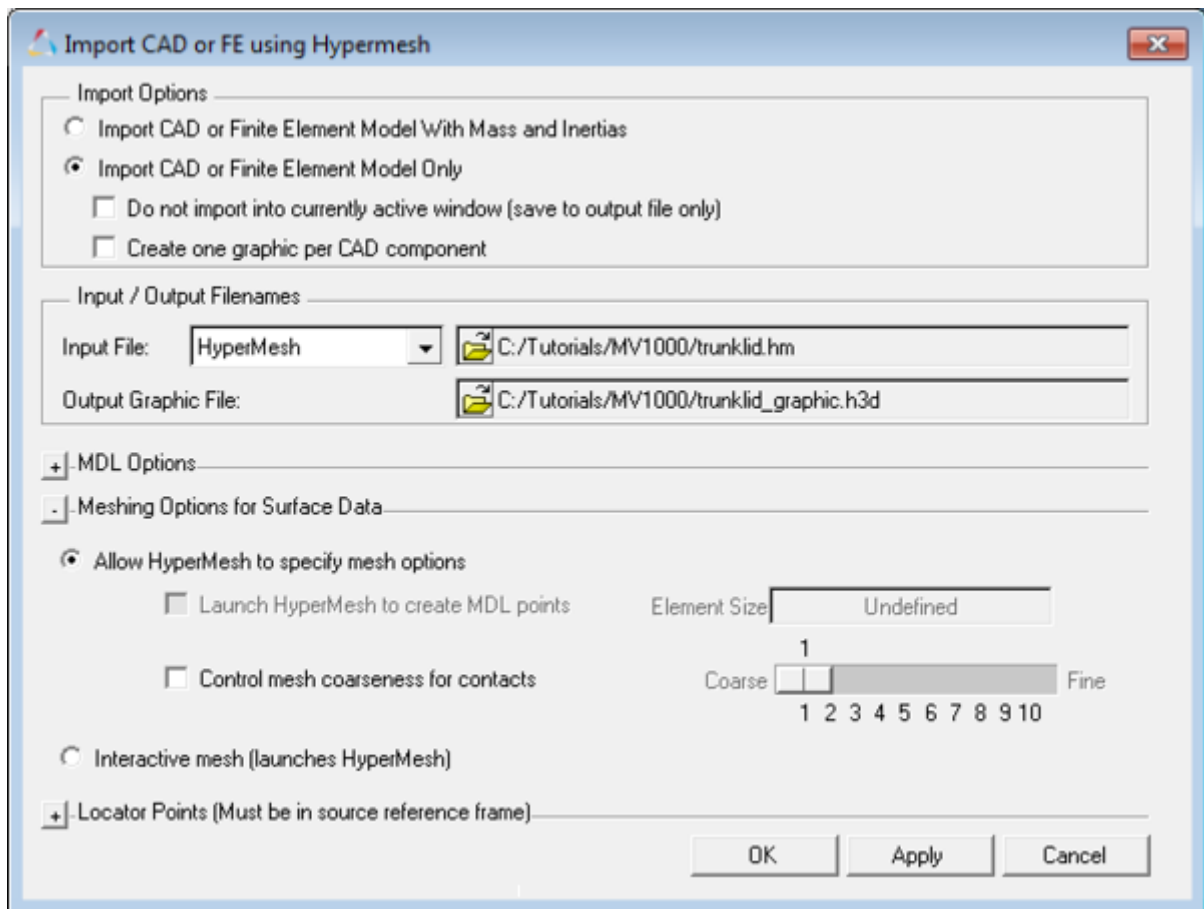 Import CAD or FE using Hypermesh
Import Options
Import CAD or Finite Element Model With Mass and Inertias
Import CAD or Finite Element Model Only
Do not import into currently active window (save to output file only)
Create one graphic per CAD component
Input / Output Filenames
Input File: HyperMesh C:/Tutorials/MV1000/trunklid.hm
Output Graphic File: C:/Tutorials/MV1000/trunklid_graphic.h3d
+ MDL Options
- Meshing Options for Surface Data
Allow HyperMesh to specify mesh options
Launch HyperMesh to create MDL points Element Size Undefined
1
Control mesh coarseness for contacts Coarse Fine
1 2 3 4 5 6 7 8 9 10
Interactive mesh (launches HyperMesh)
+ Locator Points (Must be in source reference frame)
OK Apply Cancel